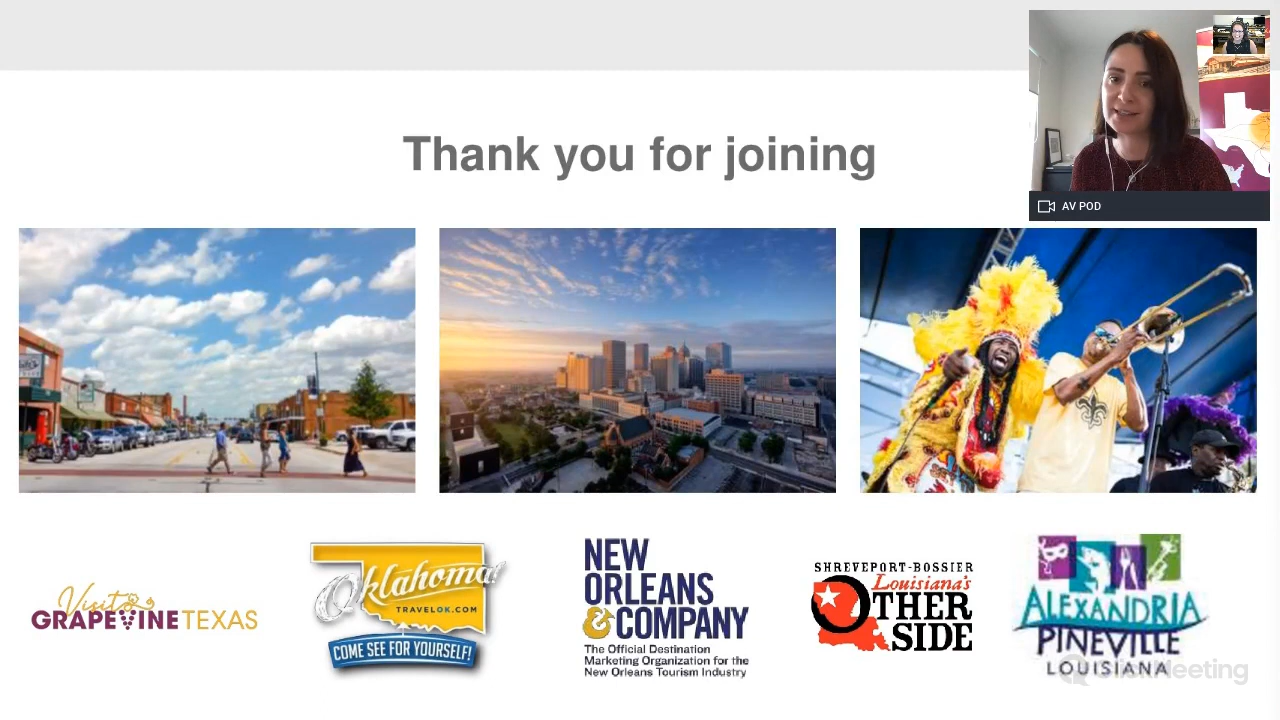 Thank you for joining
AV POD
Visit
GRAPEVINE TEXAS
Oklahoma!
TRAVELOK.COM
COME SEE FOR YOURSELF!
NEW
ORLEANS
& COMPANY
The Official Destination
Marketing Organization for the
New Orleans Tourism Industry
SHREVEPORT-BOSSIER
Louisiana's
OTHER
SIDE
ALEXANDRIA
PINEVILLE
LOUISIANA
ClickMeeting